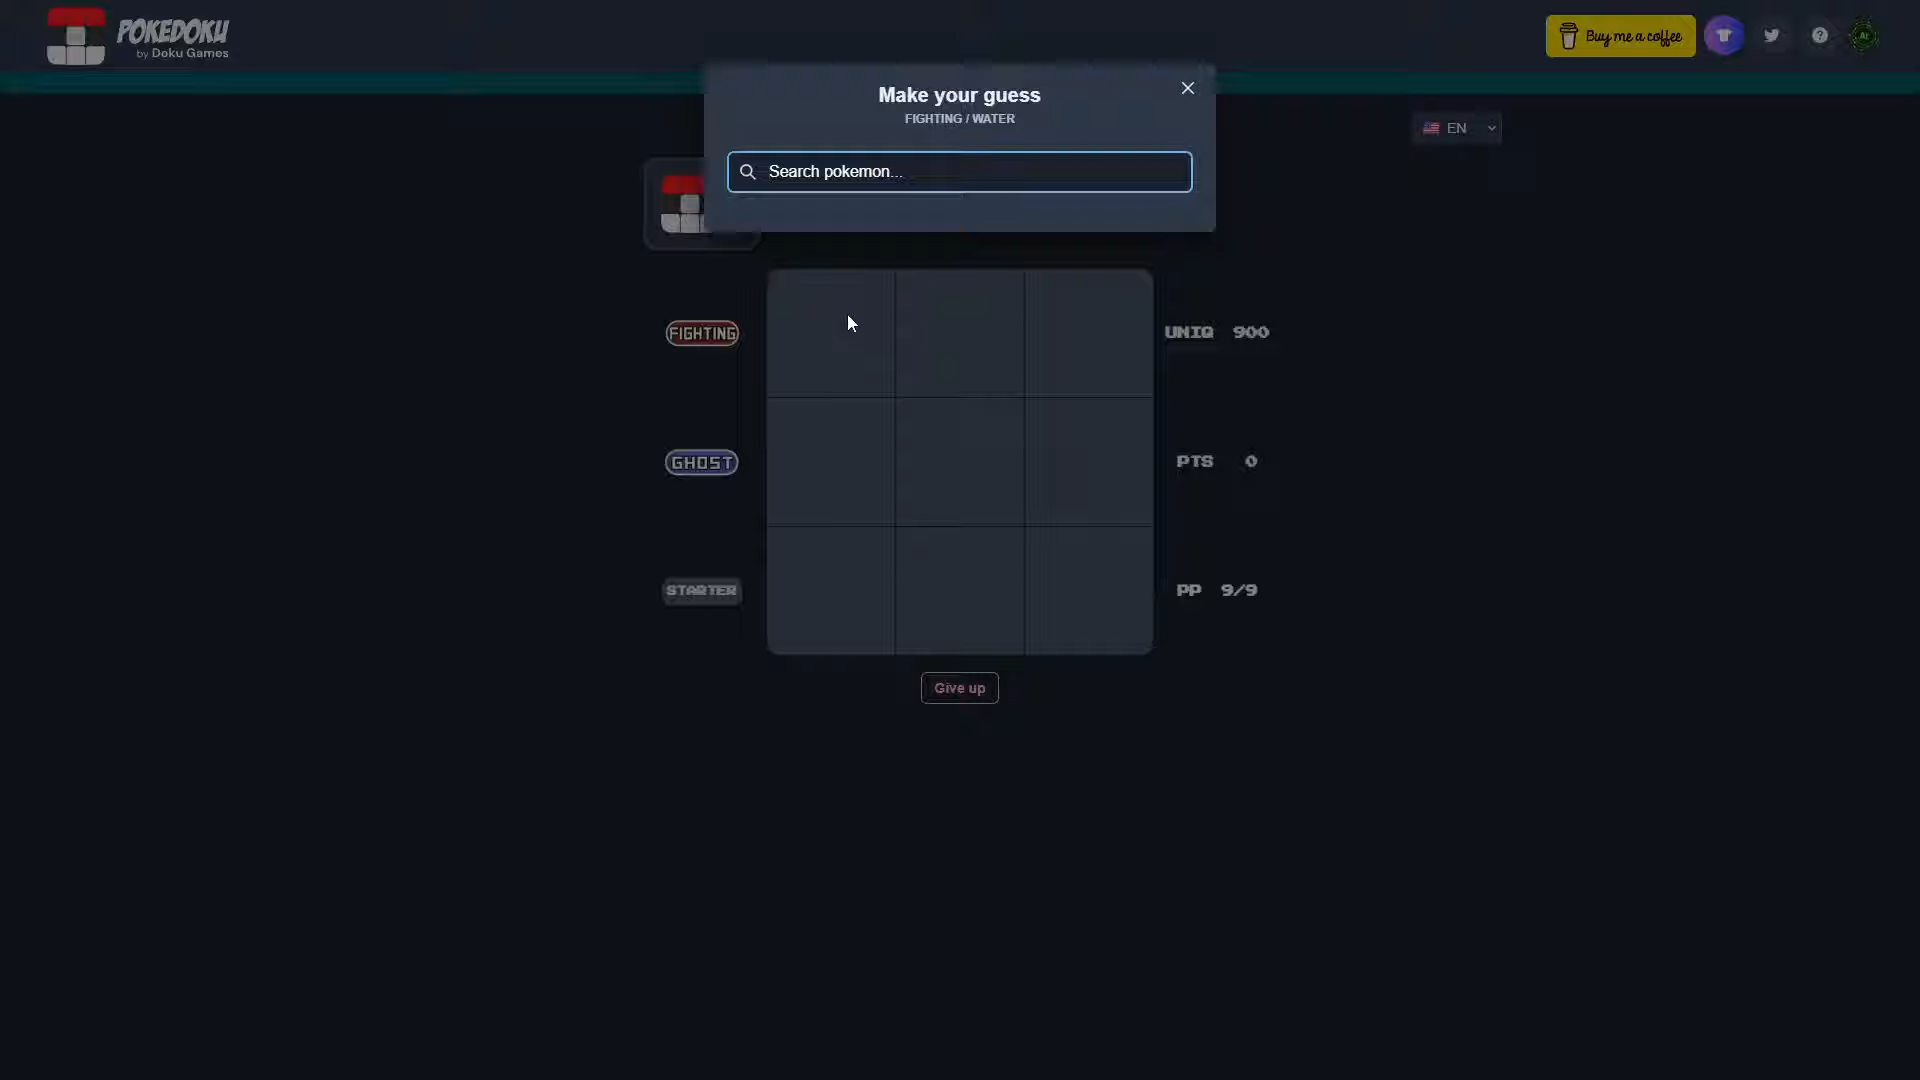 POKEDOKU
by Doku Games
Buy me a coffee
Make your guess
FIGHTING / WATER
EN
Search pokemon...
FIGHTING
UNIQ 900
GHOST
PTS 0
STARTER
PP 9/9
Give up